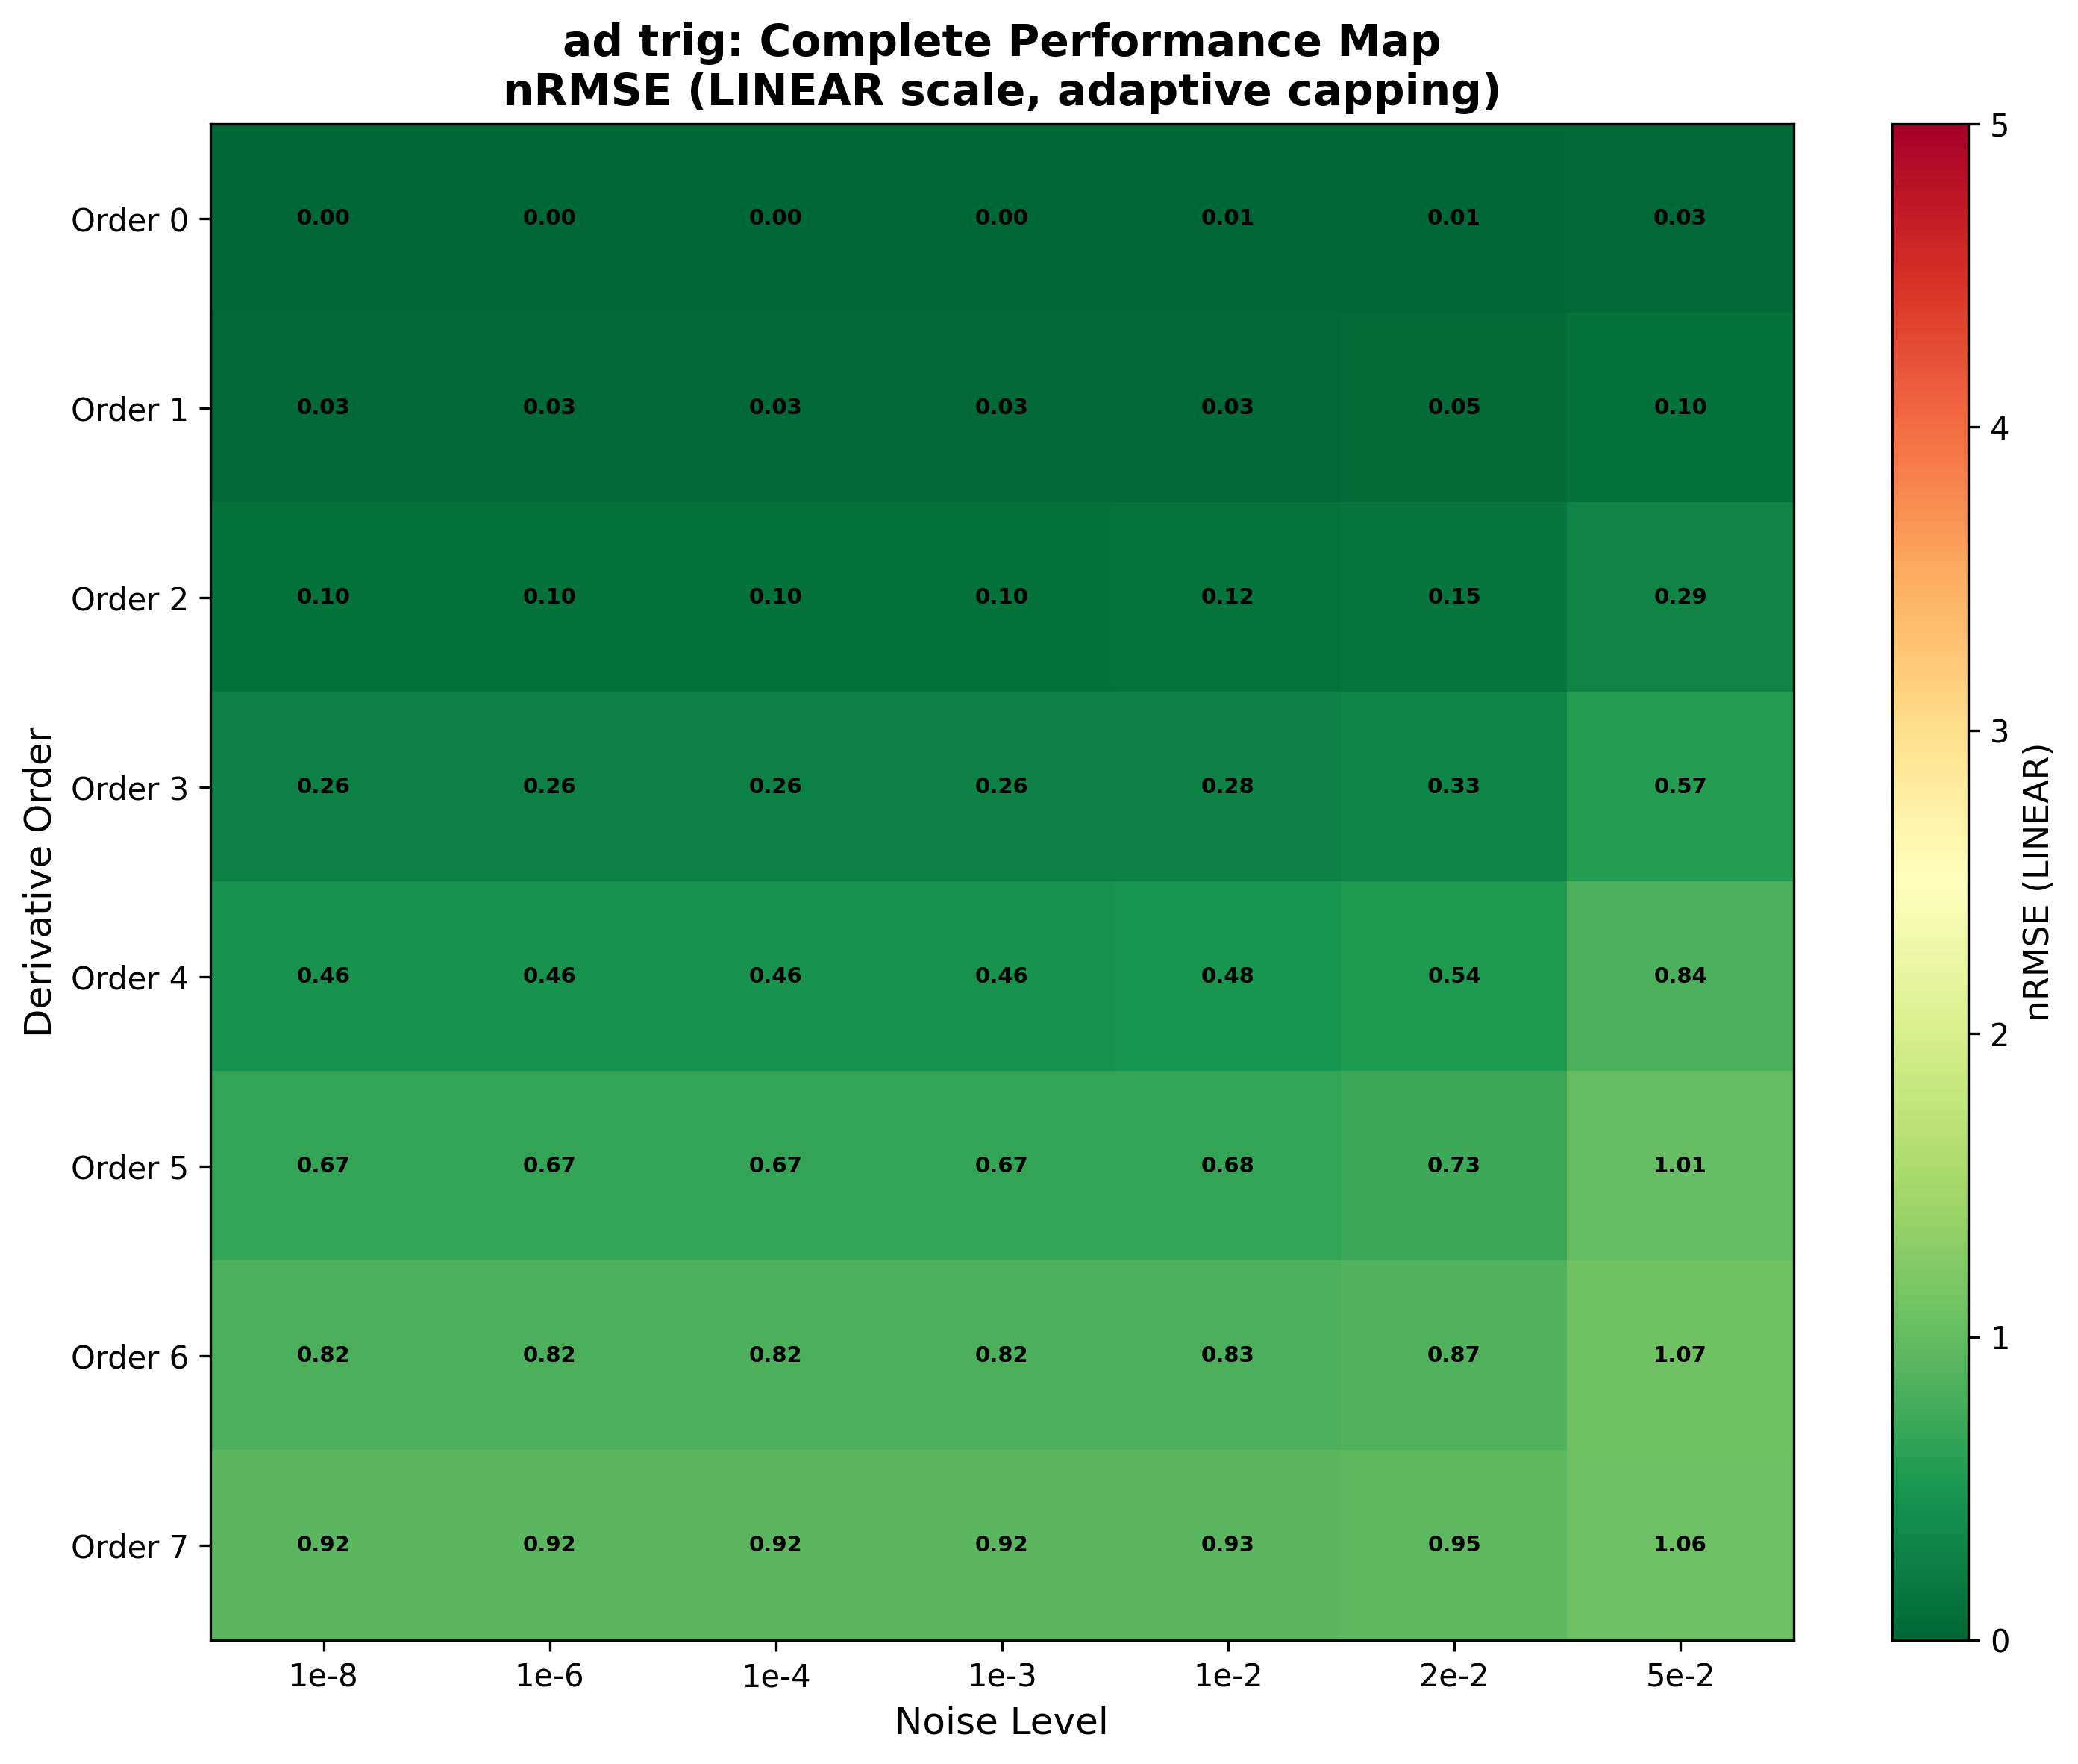 ad trig: Complete Performance Map
nRMSE (LINEAR scale, adaptive capping)
Derivative Order
Order 0 0.00 0.00 0.00 0.00 0.01 0.01 0.03
Order 1 0.03 0.03 0.03 0.03 0.03 0.05 0.10
Order 2 0.10 0.10 0.10 0.10 0.12 0.15 0.29
Order 3 0.26 0.26 0.26 0.26 0.28 0.33 0.57
Order 4 0.46 0.46 0.46 0.46 0.48 0.54 0.84
Order 5 0.67 0.67 0.67 0.67 0.68 0.73 1.01
Order 6 0.82 0.82 0.82 0.82 0.83 0.87 1.07
Order 7 0.92 0.92 0.92 0.92 0.93 0.95 1.06
1e-8 1e-6 1e-4 1e-3 1e-2 2e-2 5e-2
Noise Level
5
4
3
2
1
0
nRMSE (LINEAR)